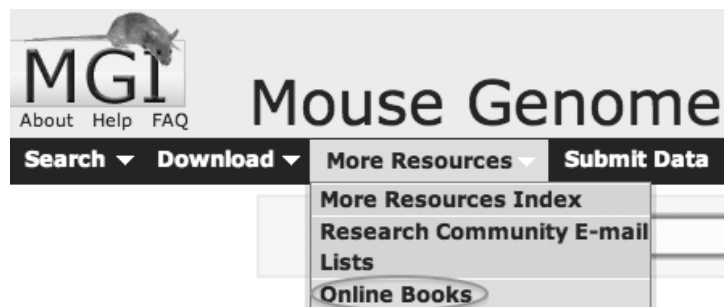 MGI
About Help FAQ
Mouse Genome
Search Download More Resources Submit Data
More Resources Index
Research Community E-mail
Lists
Online Books